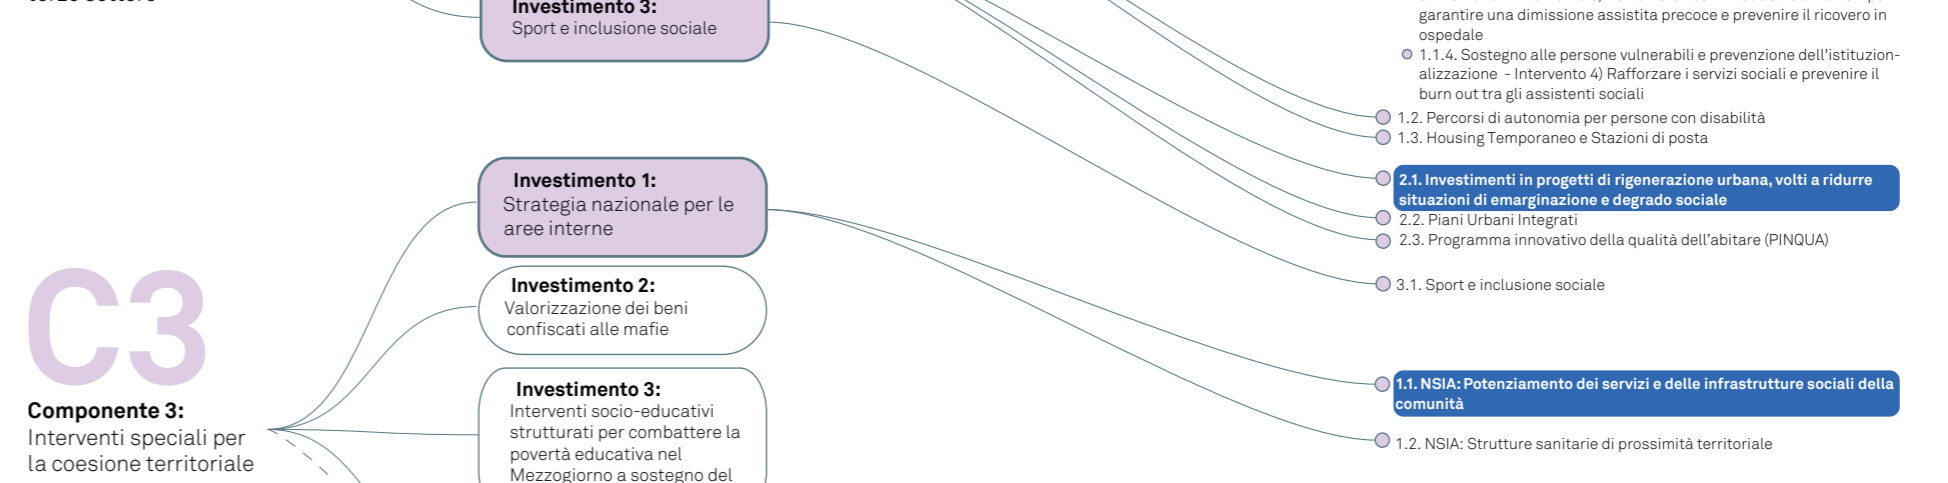 Investimento 3:
Sport e inclusione sociale
garantire una dimissione assistita precoce e prevenire il ricovero in
ospedale
1.1.4. Sostegno alle persone vulnerabili e prevenzione dell'istituzion-
alizzazione - Intervento 4) Rafforzare i servizi sociali e prevenire il
burn out tra gli assistenti sociali
1.2. Percorsi di autonomia per persone con disabilità
1.3. Housing Temporaneo e Stazioni di posta
2.1. Investimenti in progetti di rigenerazione urbana, volti a ridurre
situazioni di emarginazione e degrado sociale
2.2. Piani Urbani Integrati
2.3. Programma innovativo della qualità dell'abitare (PINQUA)
3.1. Sport e inclusione sociale
Investimento 1:
Strategia nazionale per le
aree interne
Investimento 2:
Valorizzazione dei beni
confiscati alle mafie
Investimento 3:
Interventi socio-educativi
strutturati per combattere la
povertà educativa nel
Mezzogiorno a sostegno del
C3
Componente 3:
Interventi speciali per
la coesione territoriale
1.1. NSIA: Potenziamento dei servizi e delle infrastrutture sociali della
comunità
1.2. NSIA: Strutture sanitarie di prossimità territoriale